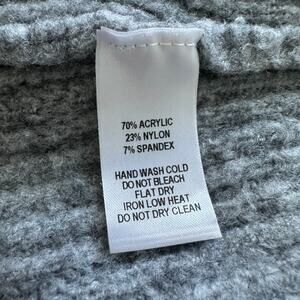 70% ACRYLIC
23% NYLON
7% SPANDEX
HAND WASH COLD
DO NOT BLEACH
FLAT DRY
IRON LOW HEAT
DO NOT DRY CLEAN